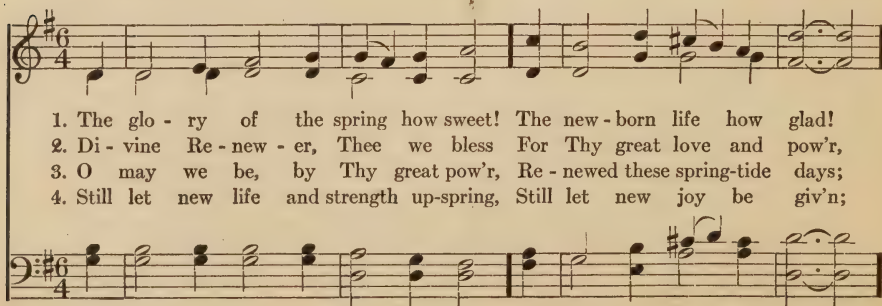 1. The glo - ry of the spring how sweet! The new - born life how glad!
2. Di - vine Re - new - er, Thee we bless For Thy great love and pow'r,
3. O may we be, by Thy great pow'r, Re - newed these spring-tide days;
4. Still let new life and strength up-spring, Still let new joy be giv'n;